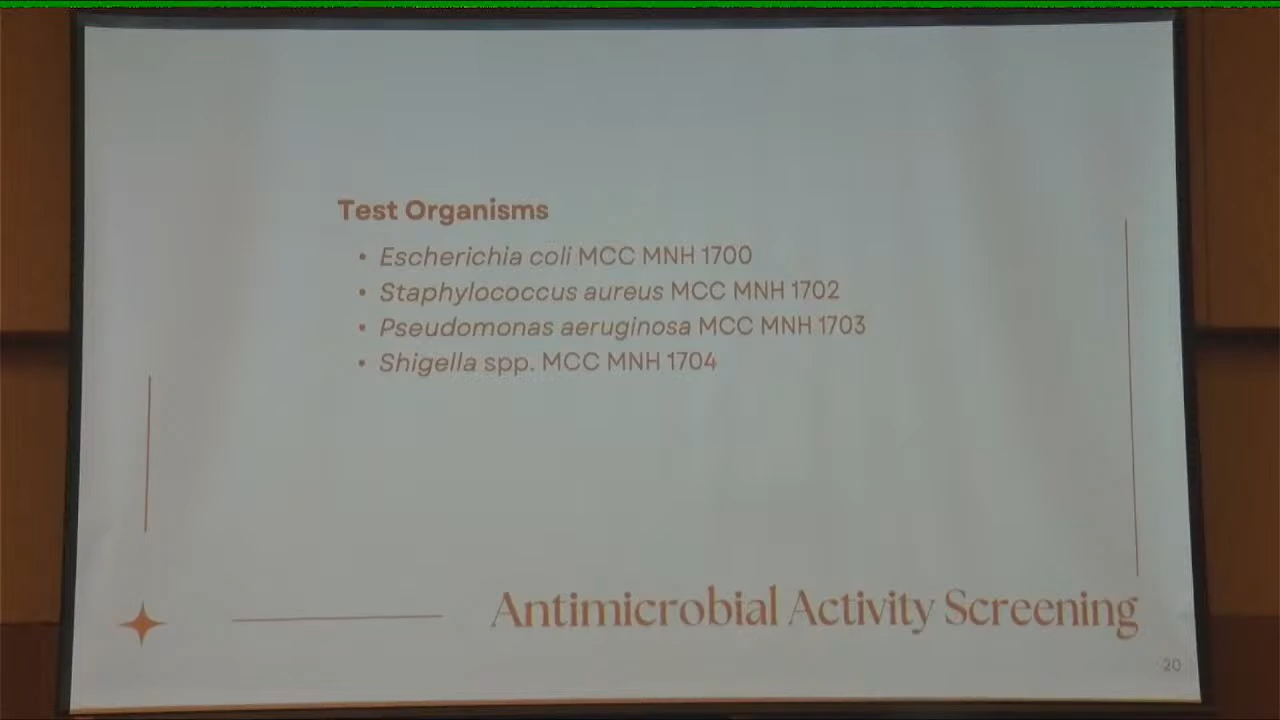 Test Organisms
• Escherichia coli MCC MNH 1700
• Staphylococcus aureus MCC MNH 1702
• Pseudomonas aeruginosa MCC MNH 1703
• Shigella spp. MCC MNH 1704
Antimicrobial Activity Screening
20